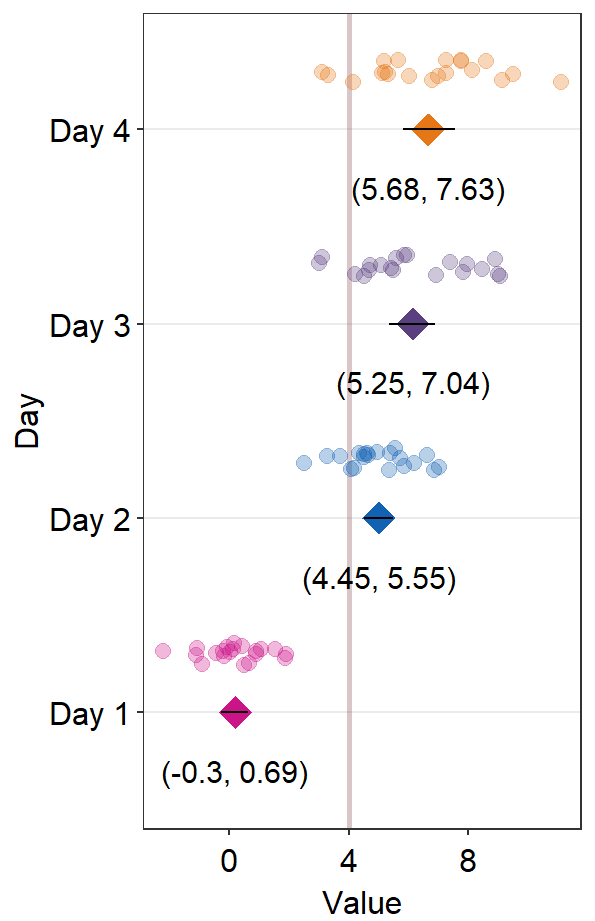 Day 4
(5.68, 7.63)
Day 3
(5.25, 7.04)
Day
Day 2
(4.45, 5.55)
Day 1
(-0.3, 0.69)
0 4 8
Value